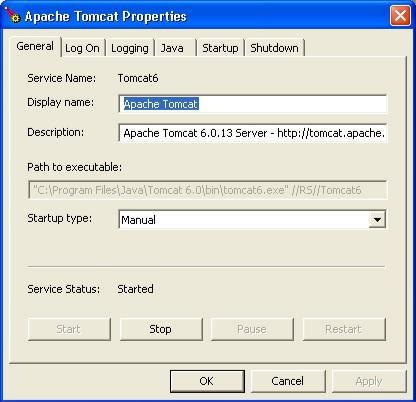 Apache Tomcat Properties
General Log On Logging Java Startup Shutdown
Service Name: Tomcat6
Display name: Apache Tomcat
Description: Apache Tomcat 6.0.13 Server - http://tomcat.apache.
Path to executable:
"C:\Program Files\Java\Tomcat 6.0\bin\tomcat6.exe" //RS//Tomcat6
Startup type: Manual
Service Status: Started
Start Stop Pause Restart
OK Cancel Apply